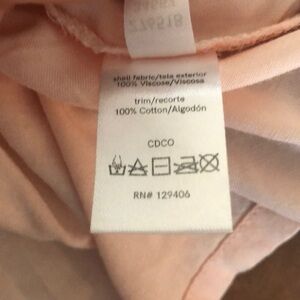 shell fabric/tela exterior
100% Viscose/Viscosa
trim/recorte
100% Cotton/Algodón
CDCO
RN# 129406